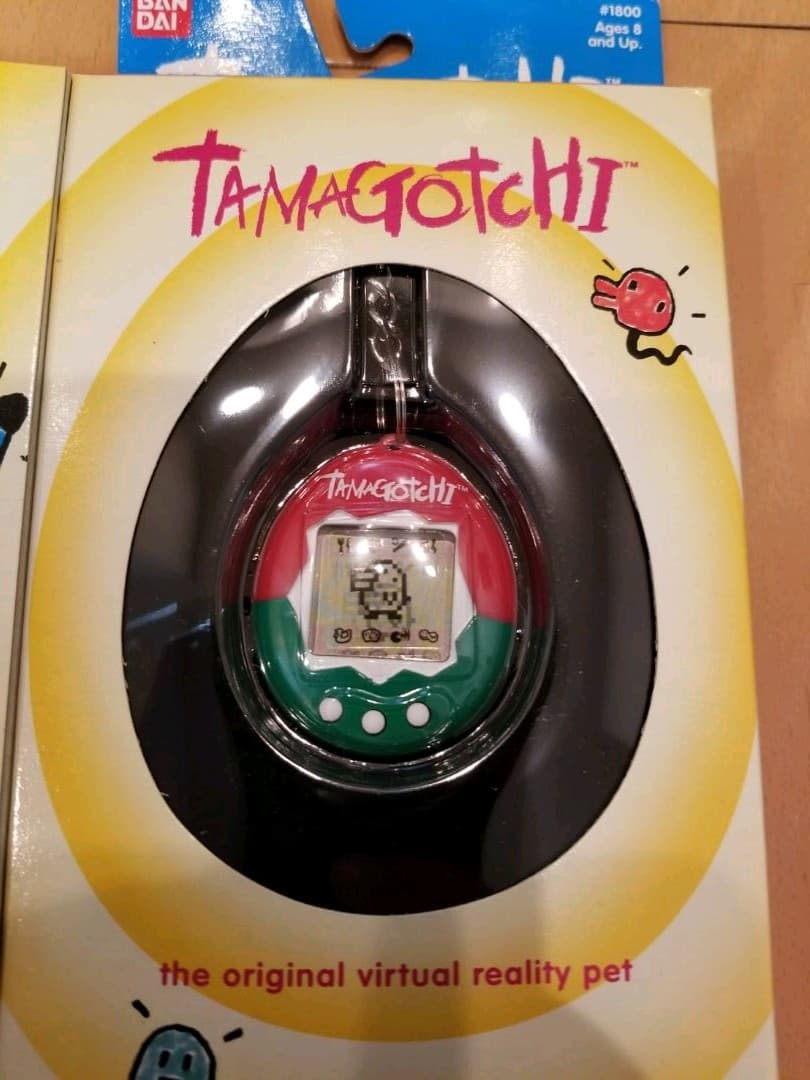 BAN
DAI
#1800
Ages 8
and Up.
TAMAGOTCHI™
TAMAGOTCHI™
the original virtual reality pet